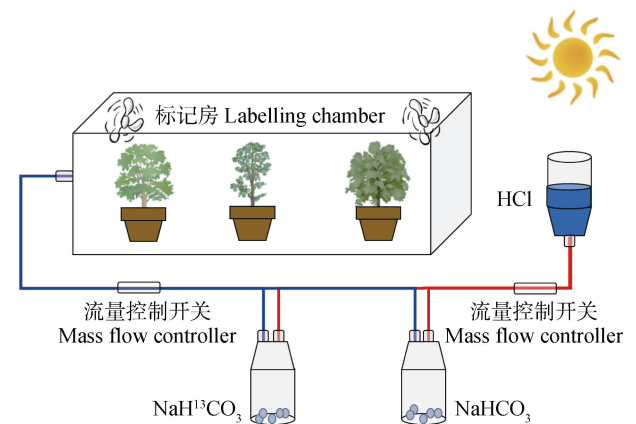 标记房 Labelling chamber
HCl
流量控制开关
Mass flow controller
流量控制开关
Mass flow controller
NaH¹³CO₃
NaHCO₃